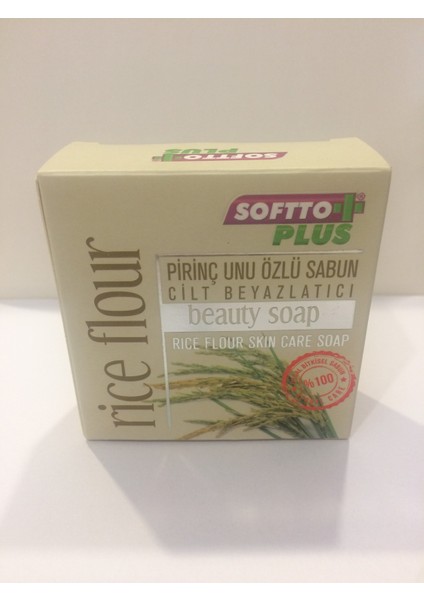 SOFTTO
PLUS
SOFTTO
PLUS
rice flour
PİRİNÇ UNU ÖZLÜ SABUN
CİLT BEYAZLATICI
beauty soap
RICE FLOUR SKIN CARE SOAP
%100